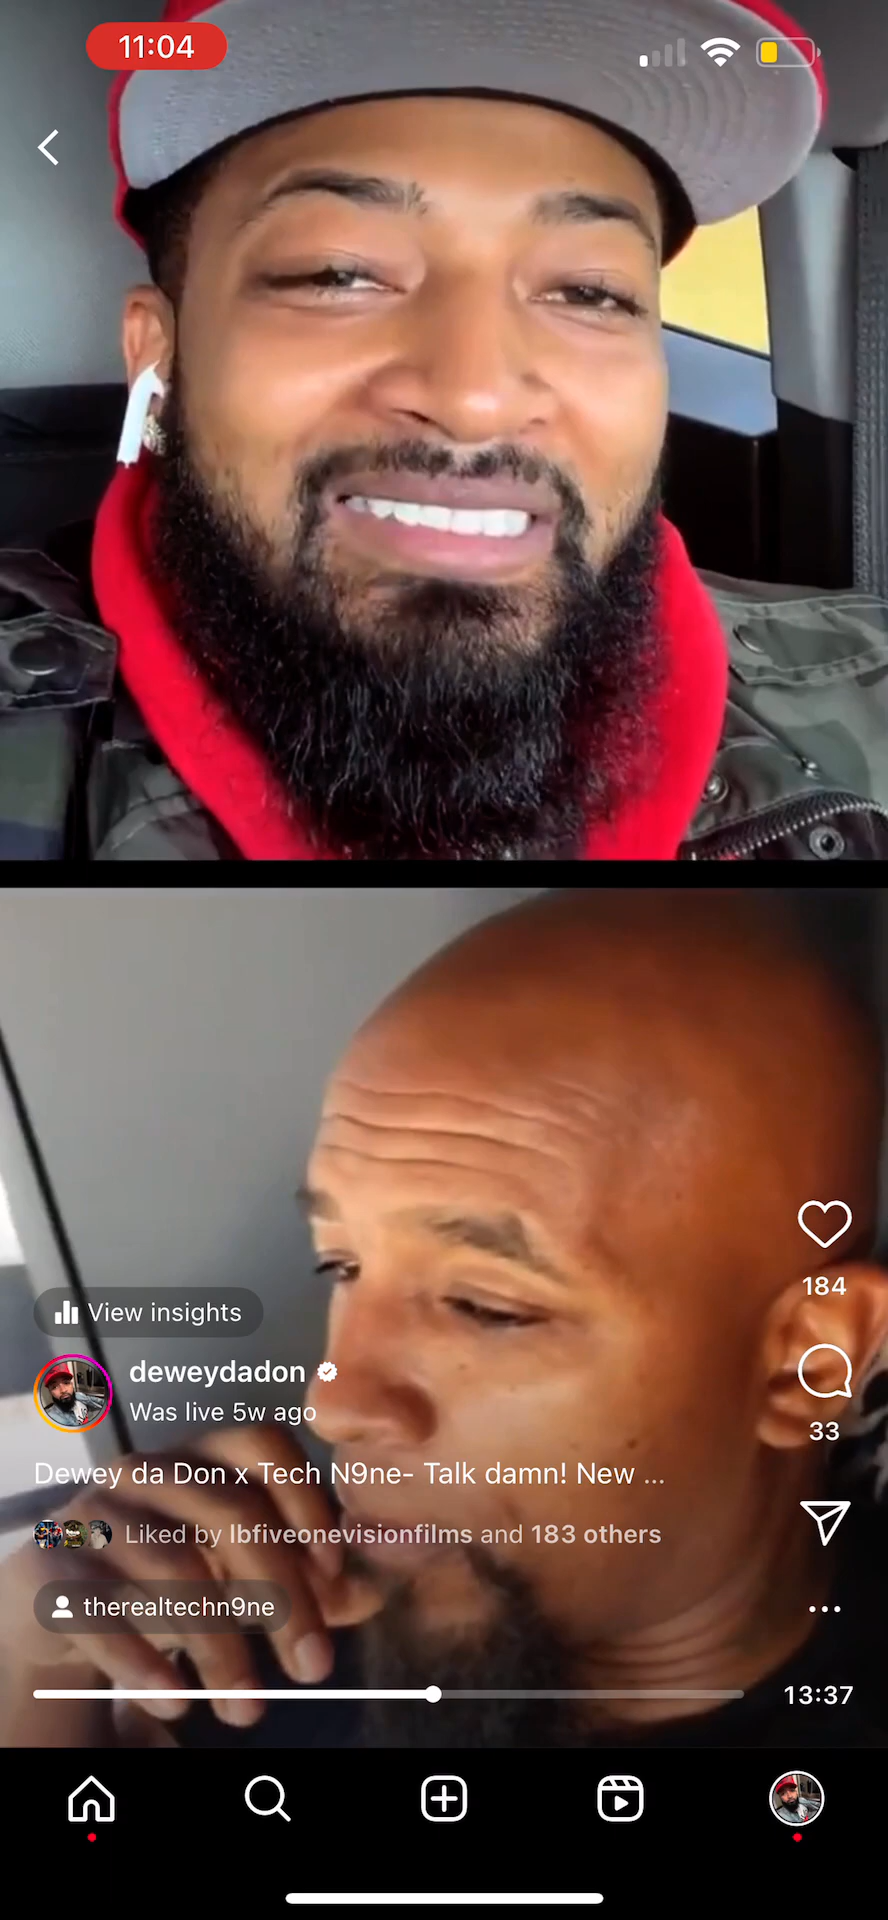 11:04
View insights
deweydadon
Was live 5w ago
Dewey da Don x Tech N9ne- Talk damn! New ...
Liked by lbfiveonevisionfilms and 183 others
therealtechn9ne
184
33
13:37